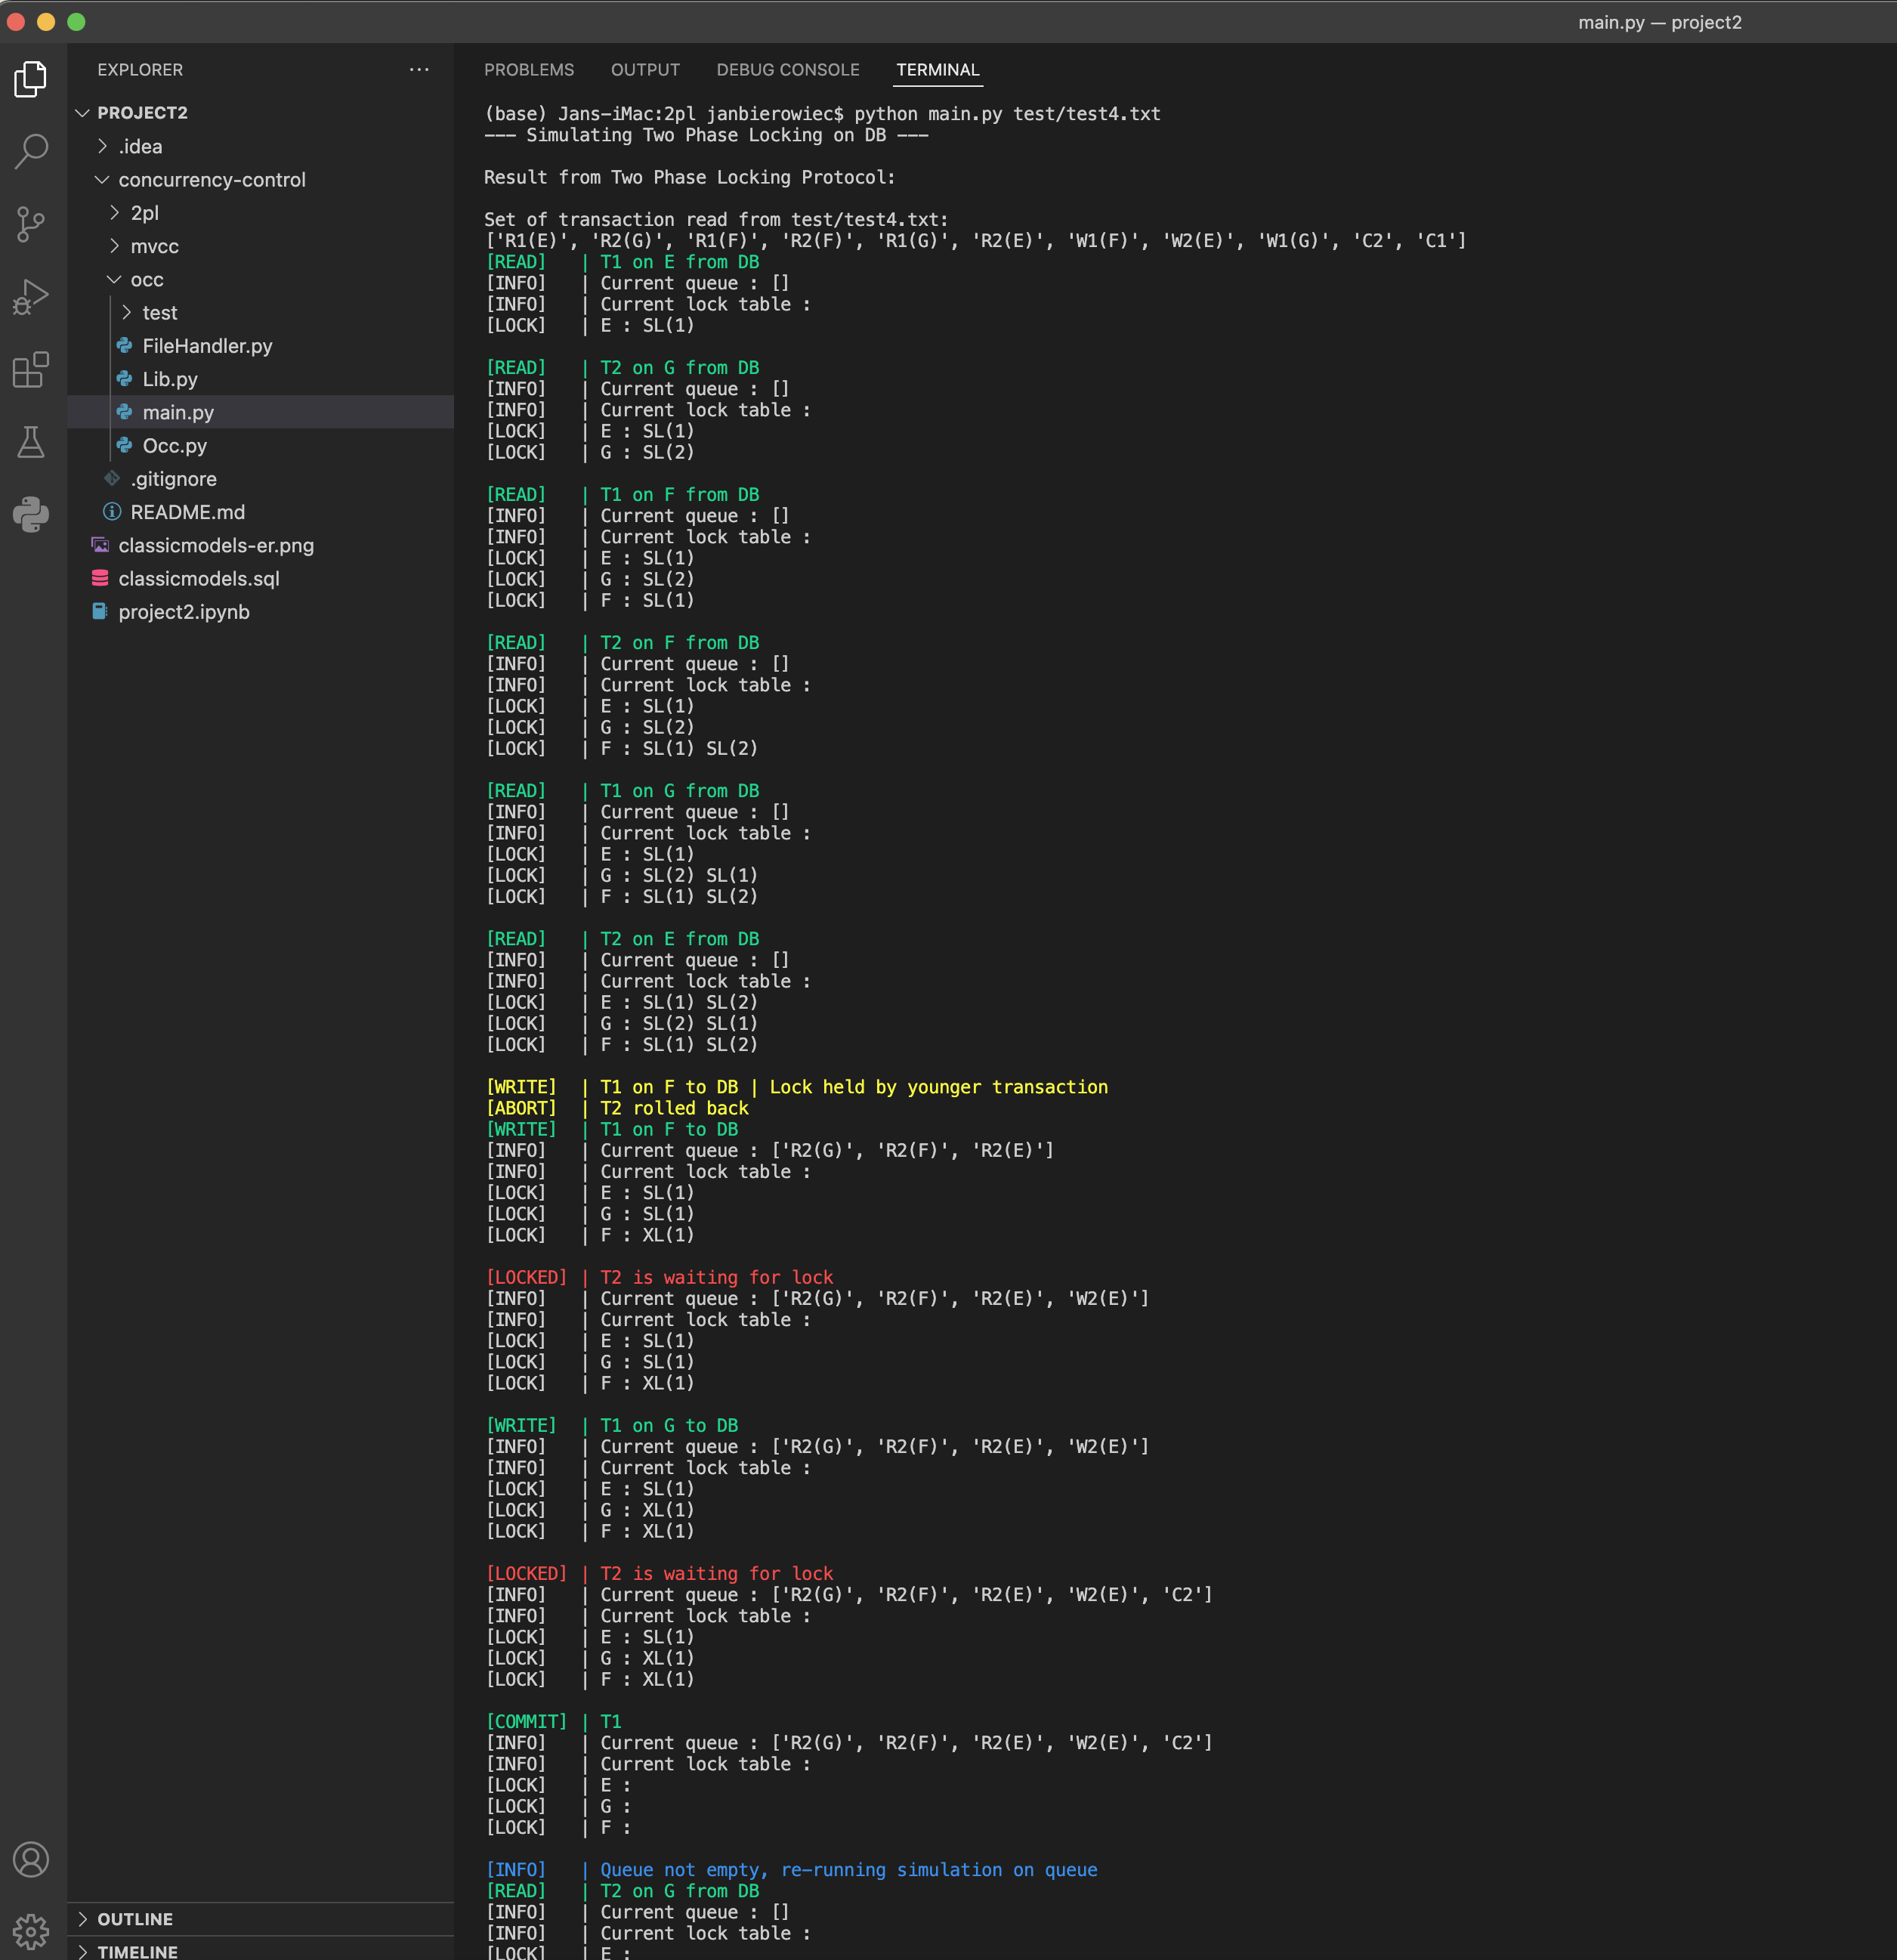 main.py — project2
EXPLORER
PROJECT2
.idea
concurrency-control
2pl
mvcc
occ
test
FileHandler.py
Lib.py
main.py
Occ.py
.gitignore
README.md
classicmodels-er.png
classicmodels.sql
project2.ipynb
OUTLINE
TIMELINE
PROBLEMS OUTPUT DEBUG CONSOLE TERMINAL
(base) Jans-iMac:2pl janbierowiec$ python main.py test/test4.txt
--- Simulating Two Phase Locking on DB ---
Result from Two Phase Locking Protocol:
Set of transaction read from test/test4.txt:
['R1(E)', 'R2(G)', 'R1(F)', 'R2(F)', 'R1(G)', 'R2(E)', 'W1(F)', 'W2(E)', 'W1(G)', 'C2', 'C1']
[READ] | T1 on E from DB
[INFO] | Current queue : []
[INFO] | Current lock table :
[LOCK] | E : SL(1)
[READ] | T2 on G from DB
[INFO] | Current queue : []
[INFO] | Current lock table :
[LOCK] | E : SL(1)
[LOCK] | G : SL(2)
[READ] | T1 on F from DB
[INFO] | Current queue : []
[INFO] | Current lock table :
[LOCK] | E : SL(1)
[LOCK] | G : SL(2)
[LOCK] | F : SL(1)
[READ] | T2 on F from DB
[INFO] | Current queue : []
[INFO] | Current lock table :
[LOCK] | E : SL(1)
[LOCK] | G : SL(2)
[LOCK] | F : SL(1) SL(2)
[READ] | T1 on G from DB
[INFO] | Current queue : []
[INFO] | Current lock table :
[LOCK] | E : SL(1)
[LOCK] | G : SL(2) SL(1)
[LOCK] | F : SL(1) SL(2)
[READ] | T2 on E from DB
[INFO] | Current queue : []
[INFO] | Current lock table :
[LOCK] | E : SL(1) SL(2)
[LOCK] | G : SL(2) SL(1)
[LOCK] | F : SL(1) SL(2)
[WRITE] | T1 on F to DB | Lock held by younger transaction
[ABORT] | T2 rolled back
[WRITE] | T1 on F to DB
[INFO] | Current queue : ['R2(G)', 'R2(F)', 'R2(E)']
[INFO] | Current lock table :
[LOCK] | E : SL(1)
[LOCK] | G : SL(1)
[LOCK] | F : XL(1)
[LOCKED] | T2 is waiting for lock
[INFO] | Current queue : ['R2(G)', 'R2(F)', 'R2(E)', 'W2(E)']
[INFO] | Current lock table :
[LOCK] | E : SL(1)
[LOCK] | G : SL(1)
[LOCK] | F : XL(1)
[WRITE] | T1 on G to DB
[INFO] | Current queue : ['R2(G)', 'R2(F)', 'R2(E)', 'W2(E)']
[INFO] | Current lock table :
[LOCK] | E : SL(1)
[LOCK] | G : XL(1)
[LOCK] | F : XL(1)
[LOCKED] | T2 is waiting for lock
[INFO] | Current queue : ['R2(G)', 'R2(F)', 'R2(E)', 'W2(E)', 'C2']
[INFO] | Current lock table :
[LOCK] | E : SL(1)
[LOCK] | G : XL(1)
[LOCK] | F : XL(1)
[COMMIT] | T1
[INFO] | Current queue : ['R2(G)', 'R2(F)', 'R2(E)', 'W2(E)', 'C2']
[INFO] | Current lock table :
[LOCK] | E :
[LOCK] | G :
[LOCK] | F :
[INFO] | Queue not empty, re-running simulation on queue
[READ] | T2 on G from DB
[INFO] | Current queue : []
[INFO] | Current lock table :
[LOCK] | E :